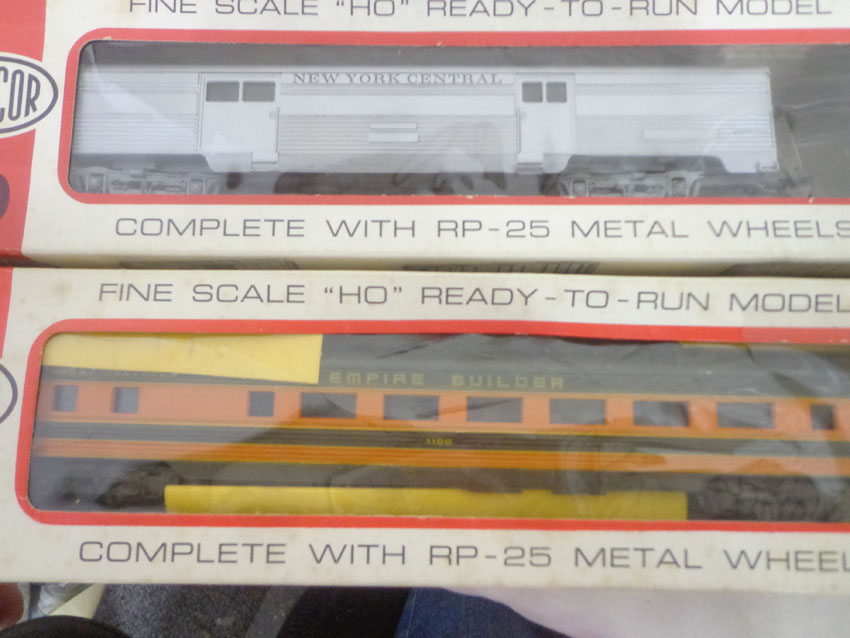 FINE SCALE "HO" READY-TO-RUN MODEL
COR
NEW YORK CENTRAL
COMPLETE WITH RP-25 METAL WHEELS
FINE SCALE "HO" READY-TO-RUN MODEL
EMPIRE BUILDER
1100
COMPLETE WITH RP-25 METAL WHEEL